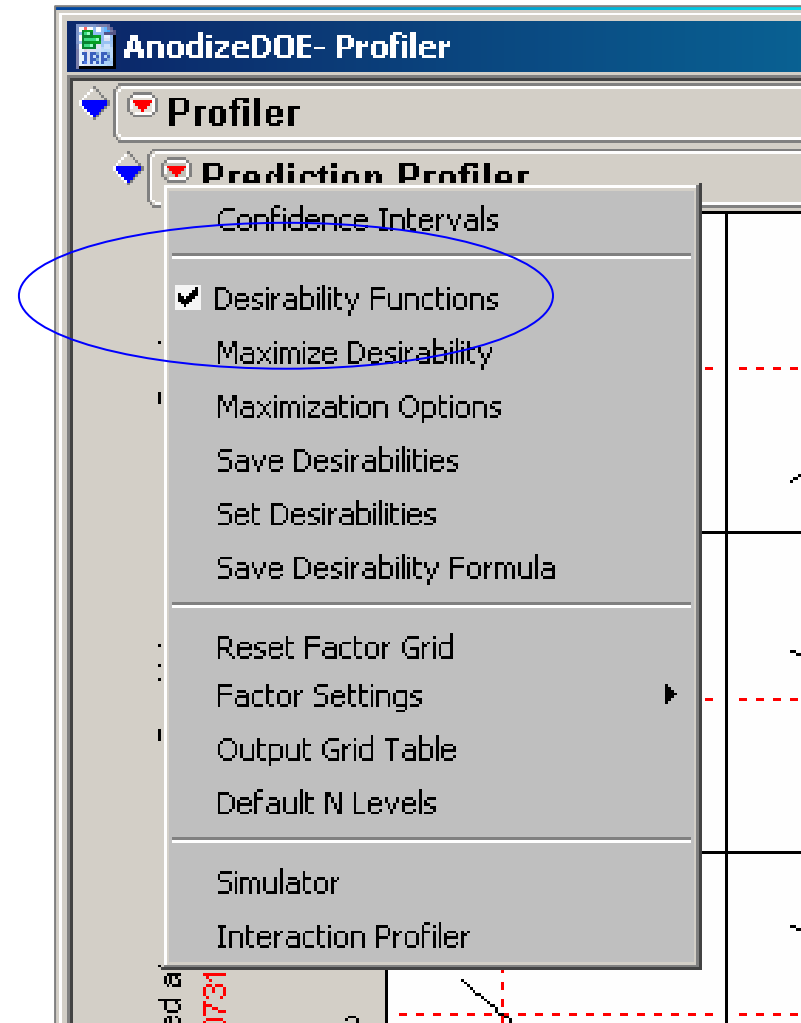 JRP
AnodizeDOE- Profiler
Profiler
Prediction Profiler
Confidence Intervals
Desirability Functions
Maximize Desirability
Maximization Options
Save Desirabilities
Set Desirabilities
Save Desirability Formula
Reset Factor Grid
Factor Settings
Output Grid Table
Default N Levels
Simulator
Interaction Profiler